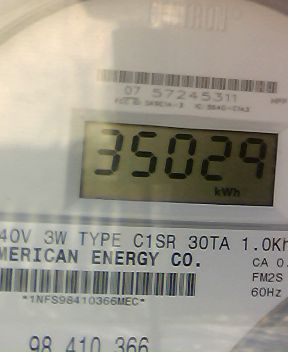 CENTRON®
07 57245311
35029
kWh
40V 3W TYPE C1SR 30TA 1.0Kh
MERICAN ENERGY CO.
CA 0.
FM2S
60Hz
*1NFS98410366MEC*
98 410 366